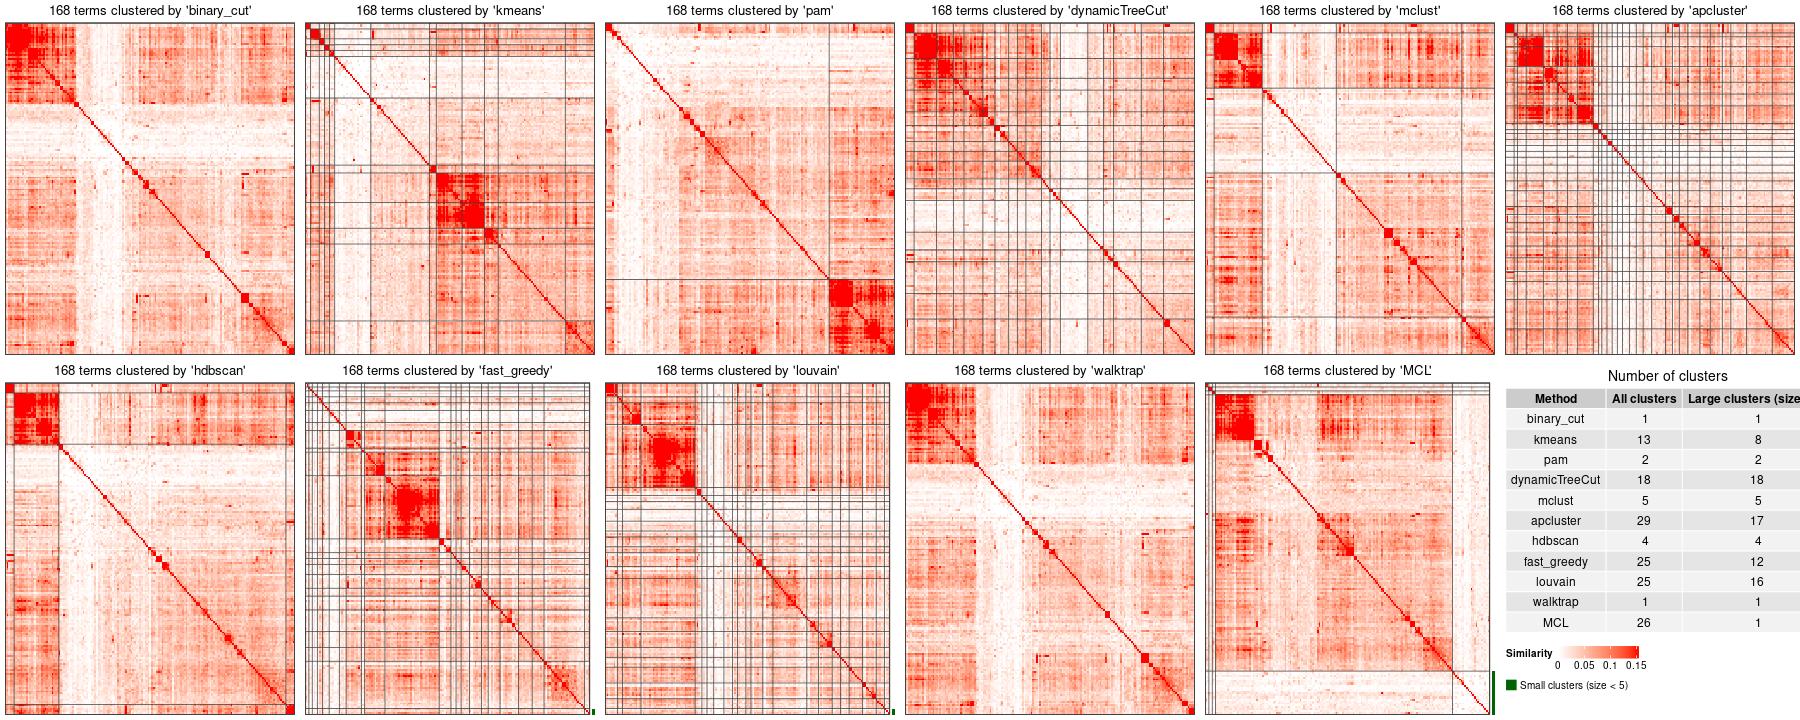 168 terms clustered by 'binary_cut'
168 terms clustered by 'kmeans'
168 terms clustered by 'pam'
168 terms clustered by 'dynamicTreeCut'
168 terms clustered by 'mclust'
168 terms clustered by 'apcluster'
168 terms clustered by 'hdbscan'
168 terms clustered by 'fast_greedy'
168 terms clustered by 'louvain'
168 terms clustered by 'walktrap'
168 terms clustered by 'MCL'
Number of clusters
Method All clusters Large clusters (size
binary_cut 1 1
kmeans 13 8
pam 2 2
dynamicTreeCut 18 18
mclust 5 5
apcluster 29 17
hdbscan 4 4
fast_greedy 25 12
louvain 25 16
walktrap 1 1
MCL 26 1
Similarity
0 0.05 0.1 0.15
Small clusters (size < 5)